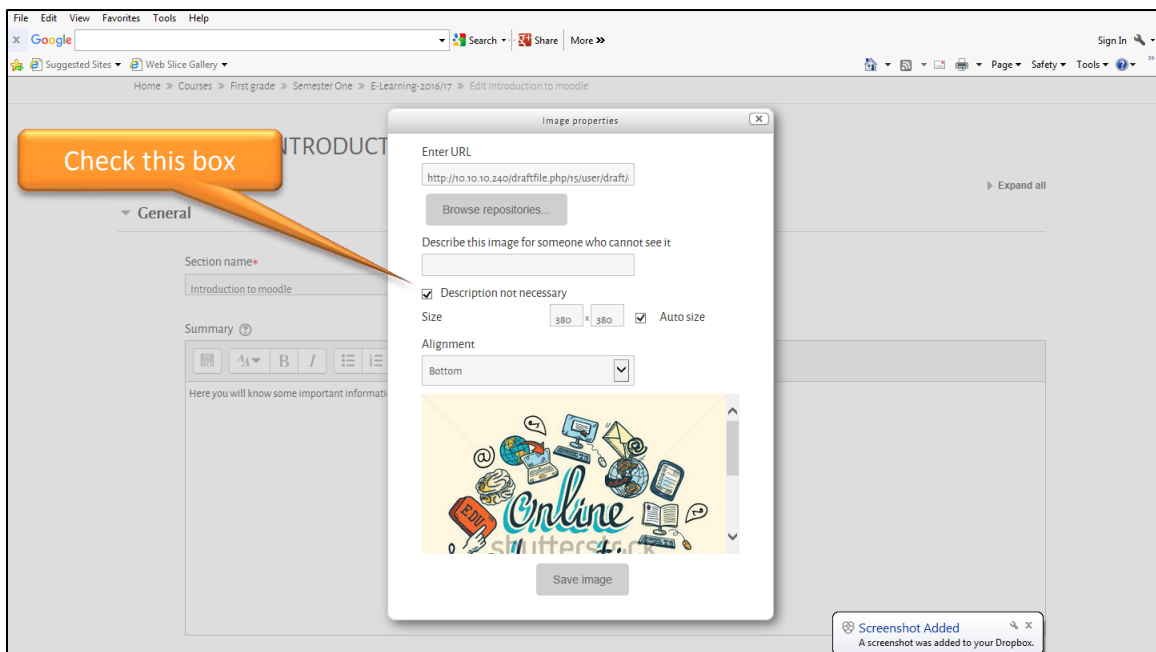 File Edit View Favorites Tools Help
x Google Search Share More » Sign In
Suggested Sites Web Slice Gallery Page Safety Tools »
Home » Courses » First grade » Semester One » E-Learning-2016/17 » Edit Introduction to moodle
Image properties
NTRODUCT
Check this box
Enter URL
http://10.10.10.240/draftfile.php/15/user/draft/
Expand all
Browse repositories...
General
Describe this image for someone who cannot see it
Section name*
Description not necessary
Introduction to moodle
Size 380 x 380 Auto size
Summary
Alignment
B I
Bottom
Here you will know some important informati
@
EDU
Online
shutterstock
Save image
Screenshot Added
A screenshot was added to your Dropbox.